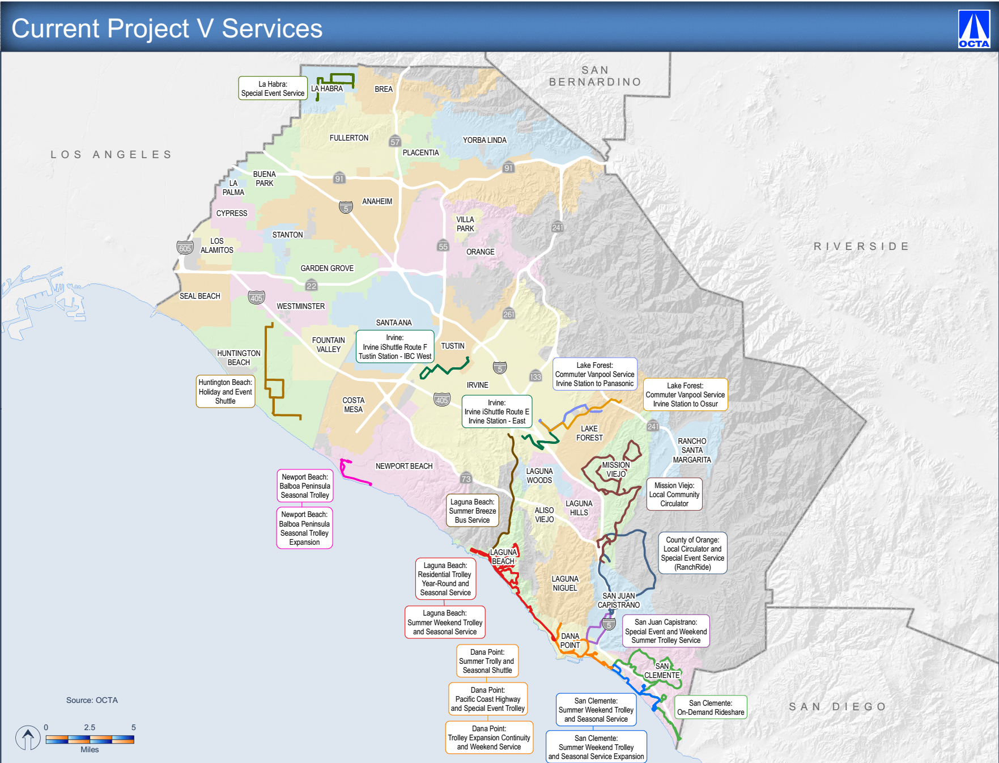 Current Project V Services
OCTA
SAN
BERNARDINO
La Habra:
Special Event Service
LA HABRA
BREA
FULLERTON
57
YORBA LINDA
PLACENTIA
LOS ANGELES
91
BUENA
PARK
91
LA
PALMA
ANAHEIM
5
CYPRESS
VILLA
PARK
241
STANTON
LOS
ALAMITOS
605
55
ORANGE
RIVERSIDE
GARDEN GROVE
22
SEAL BEACH
405
WESTMINSTER
261
SANTA ANA
FOUNTAIN
VALLEY
Irvine:
Irvine iShuttle Route F
Tustin Station - IBC West
TUSTIN
HUNTINGTON
BEACH
5
133
Lake Forest:
Commuter Vanpool Service
Irvine Station to Panasonic
Huntington Beach:
Holiday and Event
Shuttle
IRVINE
Lake Forest:
Commuter Vanpool Service
Irvine Station to Ossur
COSTA
MESA
405
Irvine:
Irvine iShuttle Route E
Irvine Station - East
241
LAKE
FOREST
RANCHO
SANTA
MARGARITA
NEWPORT BEACH
MISSION
VIEJO
73
LAGUNA
WOODS
Newport Beach:
Balboa Peninsula
Seasonal Trolley
Mission Viejo:
Local Community
Circulator
Laguna Beach:
Summer Breeze
Bus Service
LAGUNA
HILLS
ALISO
VIEJO
Newport Beach:
Balboa Peninsula
Seasonal Trolley
Expansion
County of Orange:
Local Circulator and
Special Event Service
(RanchRide)
LAGUNA
BEACH
Laguna Beach:
Residential Trolley
Year-Round and
Seasonal Service
LAGUNA
NIGUEL
SAN JUAN
CAPISTRANO
Laguna Beach:
Summer Weekend Trolley
and Seasonal Service
5
San Juan Capistrano:
Special Event and Weekend
Summer Trolley Service
DANA
POINT
Dana Point:
Summer Trolly and
Seasonal Shuttle
SAN
CLEMENTE
Dana Point:
Pacific Coast Highway
and Special Event Trolley
San Clemente:
Summer Weekend Trolley
and Seasonal Service
San Clemente:
On-Demand Rideshare
SAN DIEGO
Source: OCTA
Dana Point:
Trolley Expansion Continuity
and Weekend Service
San Clemente:
Summer Weekend Trolley
and Seasonal Service Expansion
0 2.5 5
Miles